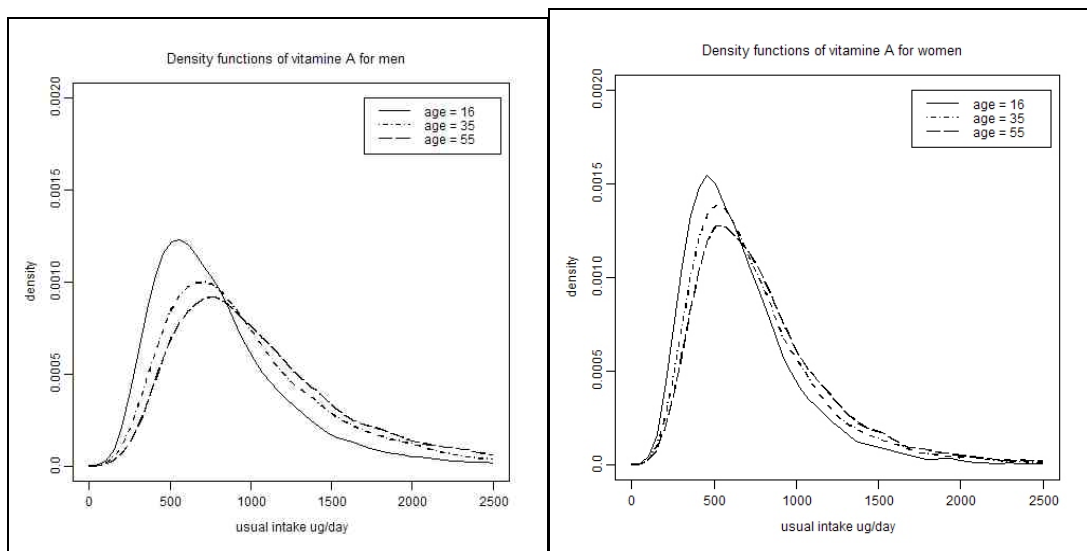 Density functions of vitamine A for men
density
0.0020
0.0015
0.0010
0.0005
0.0
age = 16
age = 35
age = 55
0 500 1000 1500 2000 2500
usual intake ug/day
Density functions of vitamine A for women
density
0.0020
0.0015
0.0010
0.0005
0.0
age = 16
age = 35
age = 55
0 500 1000 1500 2000 2500
usual intake ug/day